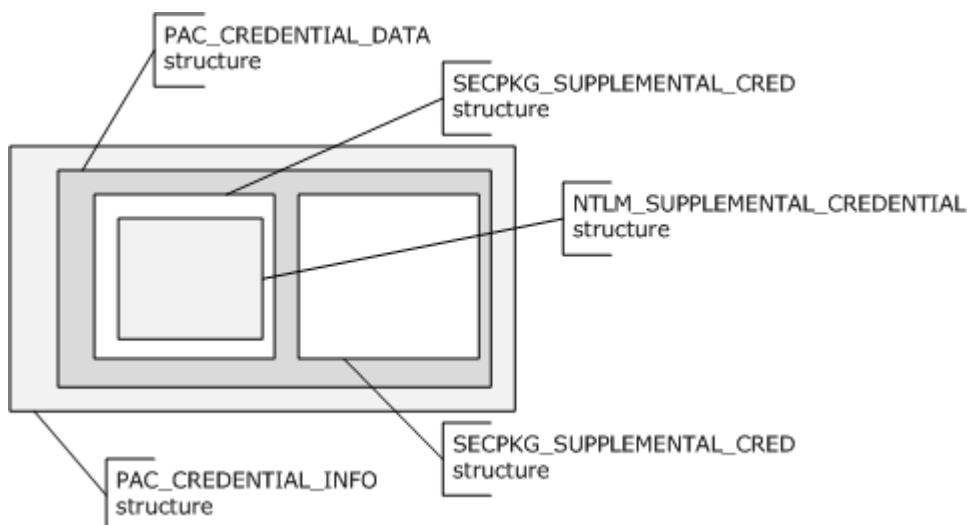 PAC_CREDENTIAL_DATA
structure
SECPKG_SUPPLEMENTAL_CRED
structure
NTLM_SUPPLEMENTAL_CREDENTIAL
structure
SECPKG_SUPPLEMENTAL_CRED
structure
PAC_CREDENTIAL_INFO
structure